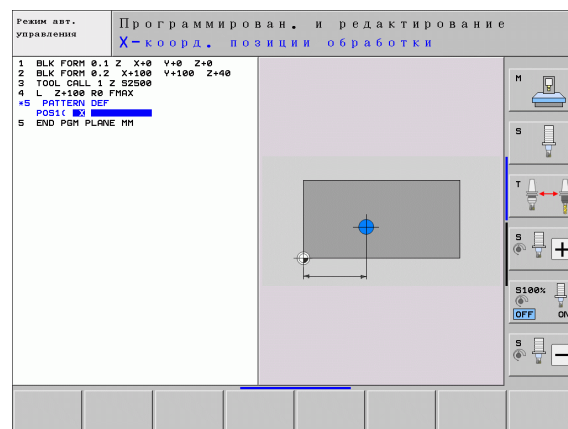 Режим авт.
управления
Программирован. и редактирование
X-коорд. позиции обработки
1 BLK FORM 0.1 Z X+0 Y+0 Z+0
2 BLK FORM 0.2 X+100 Y+100 Z+40
3 TOOL CALL 1 Z S2500
4 L Z+100 R0 FMAX
*5 PATTERN DEF
POS1( X
5 END PGM PLANE MM
M
S
T
S
+
S100%
OFF ON
S
-